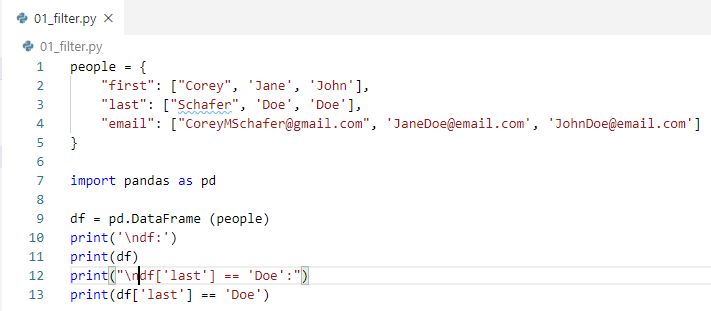 01_filter.py ×
01_filter.py
1 people = {
2     "first": ["Corey", 'Jane', 'John'],
3     "last": ["Schafer", 'Doe', 'Doe'],
4     "email": ["CoreyMSchafer@gmail.com", 'JaneDoe@email.com', 'JohnDoe@email.com']
5 }
6
7 import pandas as pd
8
9 df = pd.DataFrame (people)
10 print('\ndf:')
11 print(df)
12 print("\ndf['last'] == 'Doe':")
13 print(df['last'] == 'Doe')